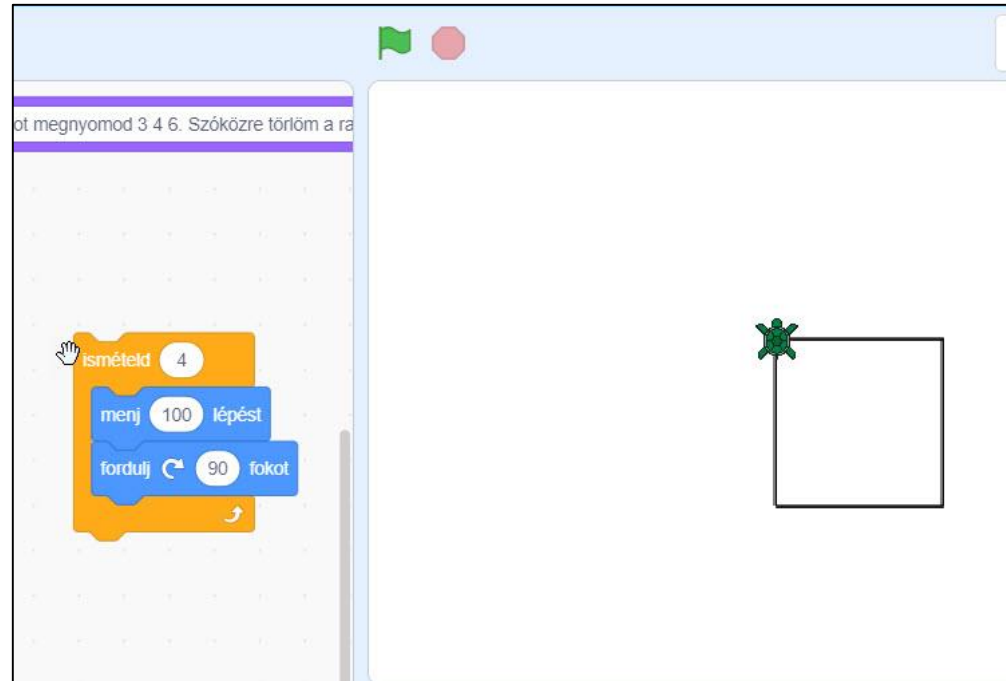 ot megnyomod 3 4 6. Szóközre törlöm a ra
ismételd 4
menj 100 lépést
fordulj 90 fokot